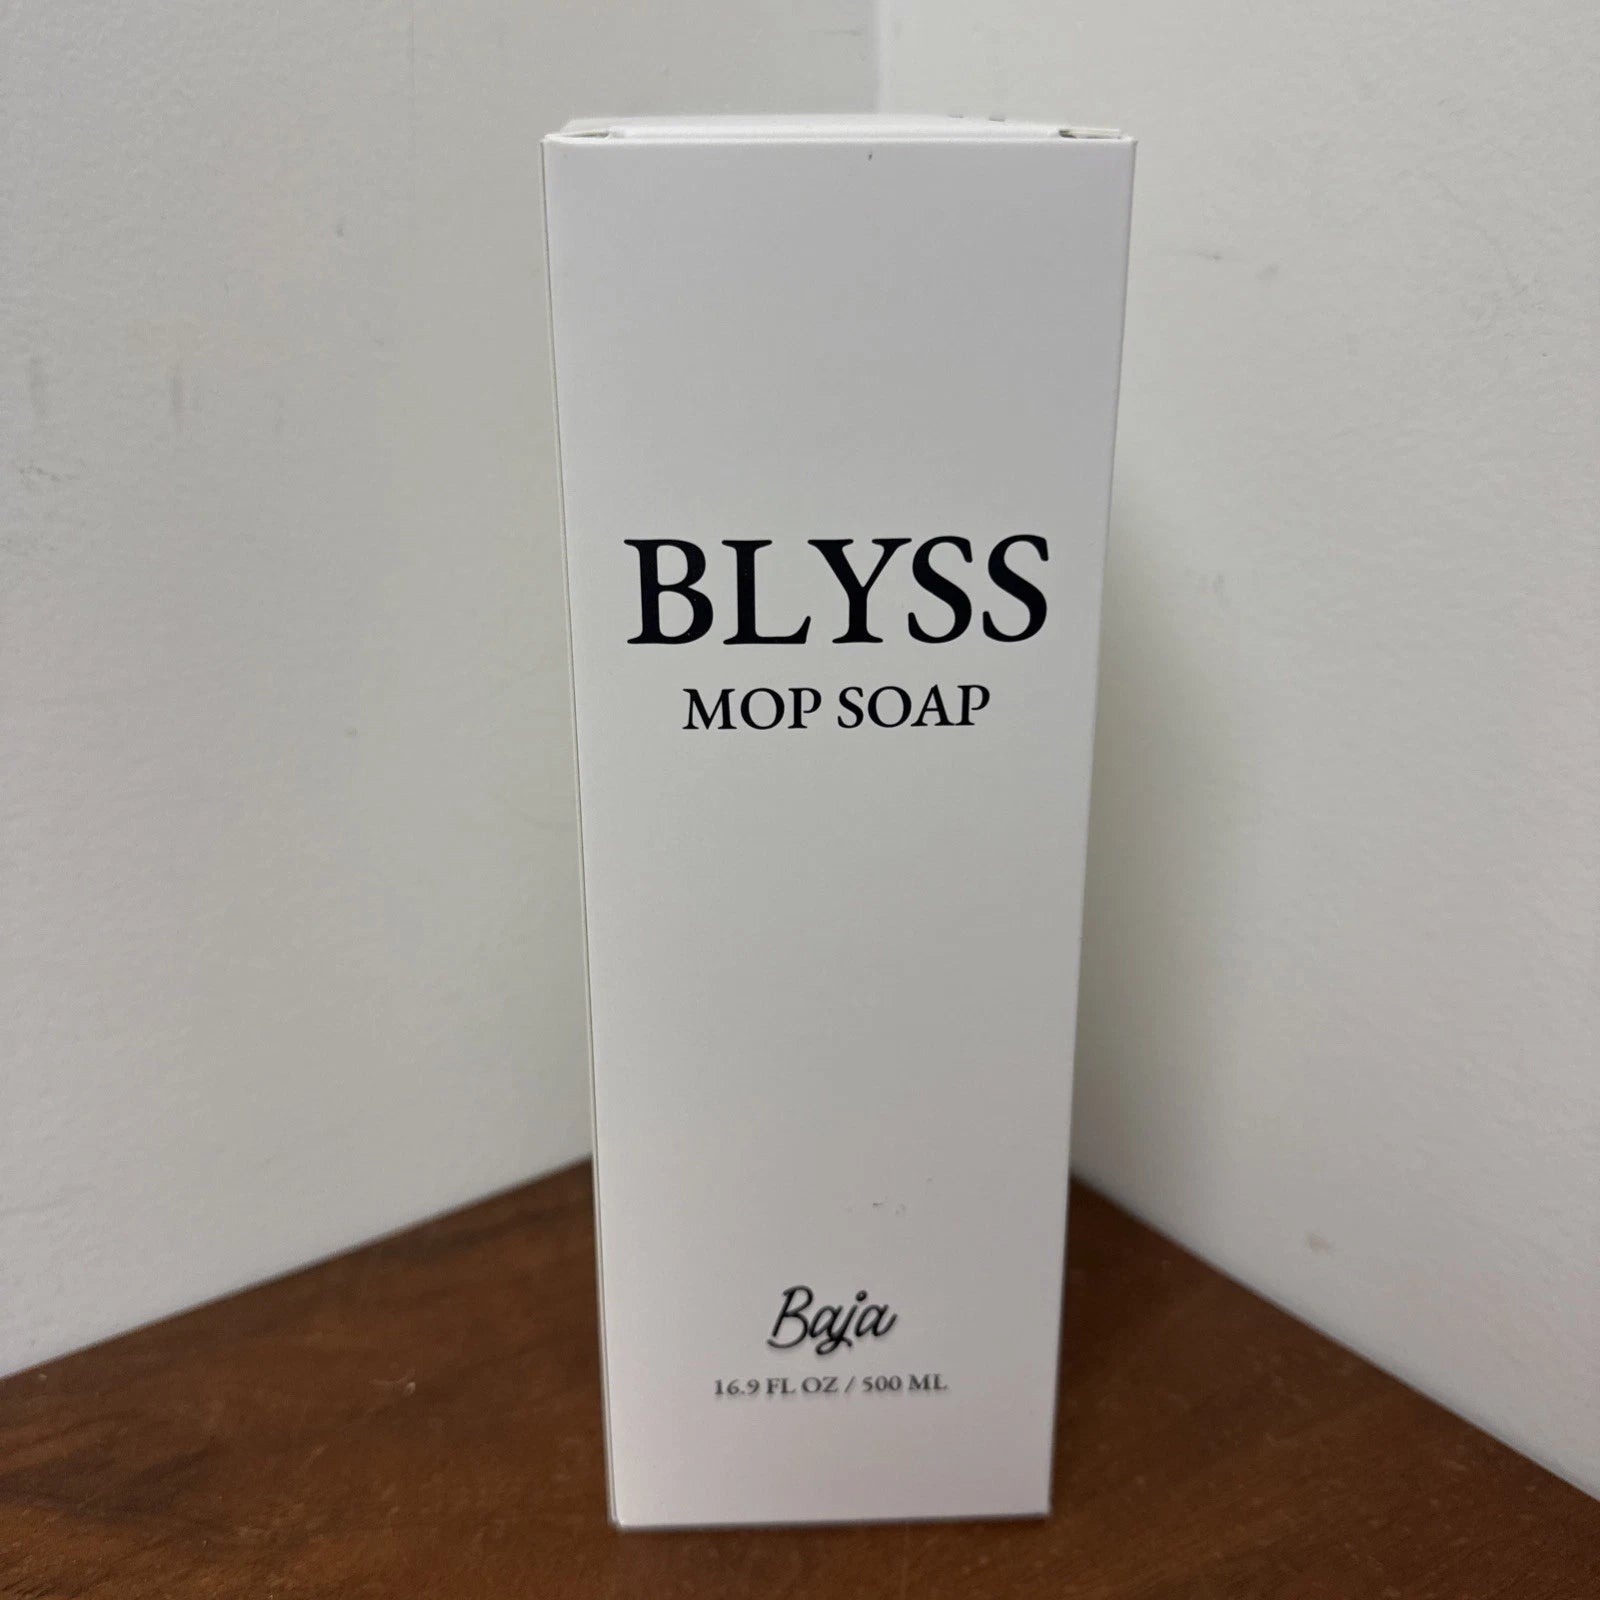 BLYSS
MOP SOAP
Baja
16.9 FL OZ / 500 ML